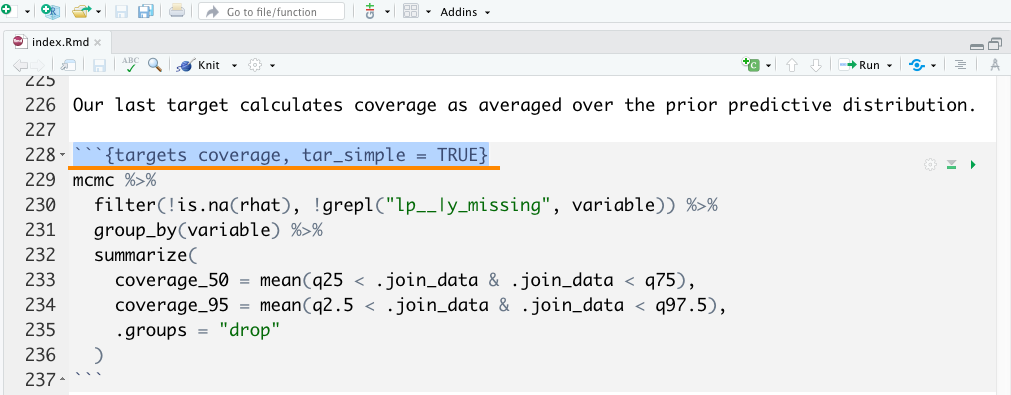 Go to file/function
Addins
index.Rmd
ABC
Knit
Run
225
226 Our last target calculates coverage as averaged over the prior predictive distribution.
227
228 ```{targets coverage, tar_simple = TRUE}
229 mcmc %>%
230 filter(!is.na(rhat), !grepl("lp__|y_missing", variable)) %>%
231 group_by(variable) %>%
232 summarize(
233 coverage_50 = mean(q25 < .join_data & .join_data < q75),
234 coverage_95 = mean(q2.5 < .join_data & .join_data < q97.5),
235 .groups = "drop"
236 )
237 ```